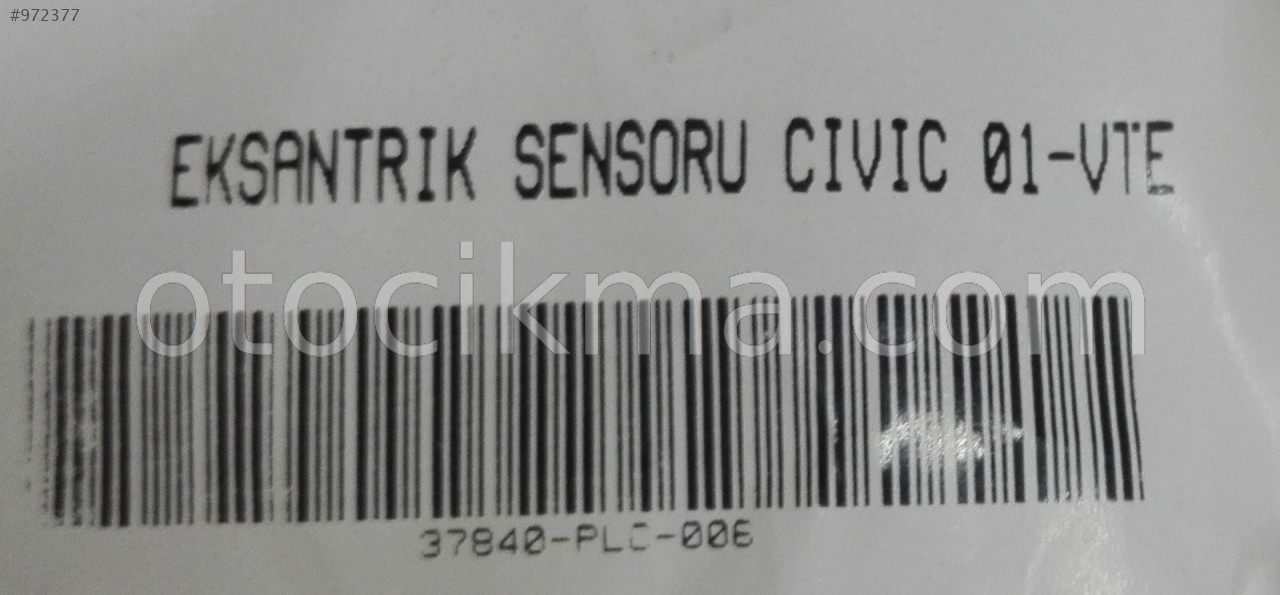 #972377
EKSANTRIK SENSORU CIVIC 01-VTE
otocikma.com
37840-PLC-006